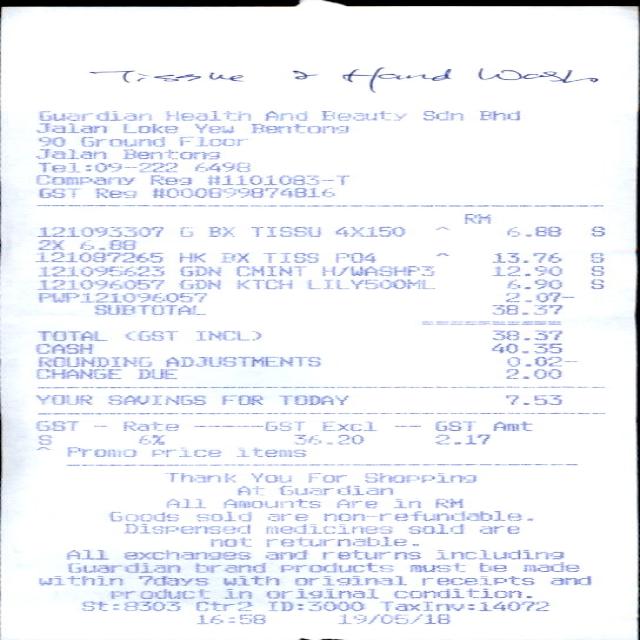 Tissue & Hand Wash
Guardian Health And Beauty Sdn Bhd
Jalan Loke Yew Bentong
90 Ground Floor
Jalan Bentong
Tel:09-222 6498
Company Reg #1101083-T
GST Reg #000899874816
RM
121093307 G BX TISSU 4X150 ^ 6.88 S
2X 6.88
121087265 HK BX TISS PO4 ^ 13.76 S
121095623 GDN CMINT H/WASHP3 12.90 S
121096057 GDN KTCH LILY500ML 6.90 S
PWP121096057 2.07-
SUBTOTAL 38.37
TOTAL (GST INCL) 38.37
CASH 40.35
ROUNDING ADJUSTMENTS 0.02-
CHANGE DUE 2.00
YOUR SAVINGS FOR TODAY 7.53
GST - Rate ------GST Excl -- GST Amt
S 6% 36.20 2.17
^ Promo price items
Thank You For Shopping
At Guardian
All Amounts Are in RM
Goods sold are non-refundable.
Dispensed medicines sold are
not returnable.
All exchanges and returns including
Guardian brand products must be made
within 7days with original receipts and
product in original condition.
St:8303 Ctr2 ID:3000 TaxInv:14072
16:58 19/05/18